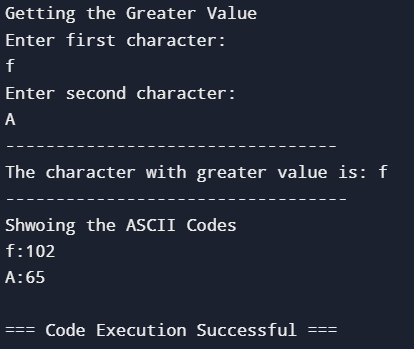 Getting the Greater Value
Enter first character:
f
Enter second character:
A
---------------------------------
The character with greater value is: f
----------------------------------
Shwoing the ASCII Codes
f:102
A:65
=== Code Execution Successful ===